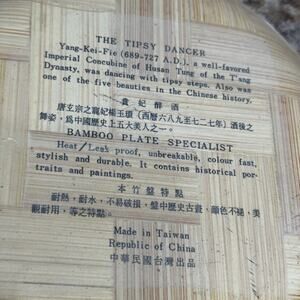 THE TIPSY DANCER
Yang-Kei-Fie (689-727 A.D.), a well-favored
Imperial Concubine of Husan Tung of the T'ang
Dynasty, was dancing with tipsy steps. Also was
one of the five beauties in the Chinese history.
貴妃醉酒
唐玄宗之寵妃楊玉環（西曆六八九至七二七年）酒後之
舞姿，爲中國歷史上五大美人之一。
BAMBOO PLATE SPECIALIST
Heat/Leak proof, unbreakable, colour fast,
stylish and durable. It contains historical por-
traits and paintings.
本竹盤特點
耐熱，耐水，不易破損，盤中歷史古畫，顏色不褪，美
觀耐用，等之特點。
Made in Taiwan
Republic of China
中華民國台灣出品